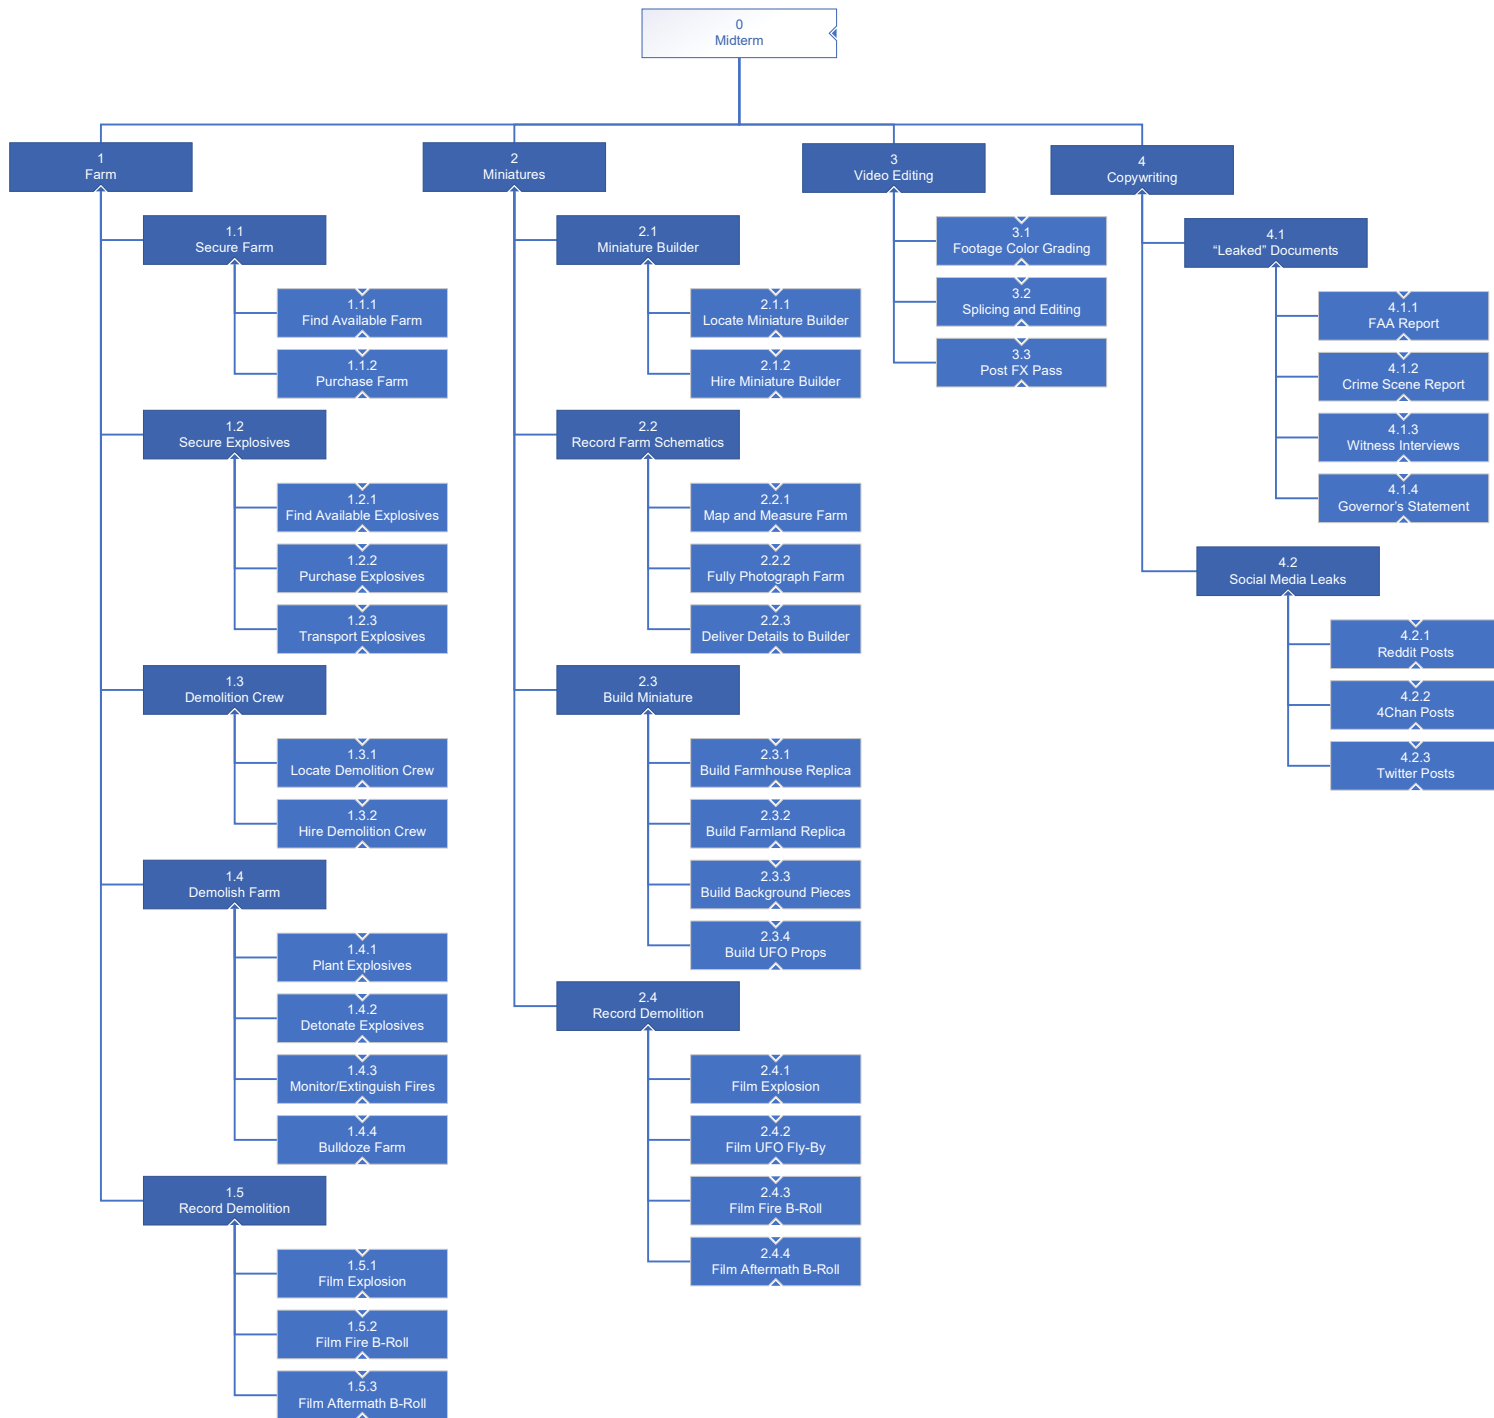 0
Midterm
1
Farm
1.1
Secure Farm
1.1.1
Find Available Farm
1.1.2
Purchase Farm
1.2
Secure Explosives
1.2.1
Find Available Explosives
1.2.2
Purchase Explosives
1.2.3
Transport Explosives
1.3
Demolition Crew
1.3.1
Locate Demolition Crew
1.3.2
Hire Demolition Crew
1.4
Demolish Farm
1.4.1
Plant Explosives
1.4.2
Detonate Explosives
1.4.3
Monitor/Extinguish Fires
1.4.4
Bulldoze Farm
1.5
Record Demolition
1.5.1
Film Explosion
1.5.2
Film Fire B-Roll
1.5.3
Film Aftermath B-Roll
2
Miniatures
2.1
Miniature Builder
2.1.1
Locate Miniature Builder
2.1.2
Hire Miniature Builder
2.2
Record Farm Schematics
2.2.1
Map and Measure Farm
2.2.2
Fully Photograph Farm
2.2.3
Deliver Details to Builder
2.3
Build Miniature
2.3.1
Build Farmhouse Replica
2.3.2
Build Farmland Replica
2.3.3
Build Background Pieces
2.3.4
Build UFO Props
2.4
Record Demolition
2.4.1
Film Explosion
2.4.2
Film UFO Fly-By
2.4.3
Film Fire B-Roll
2.4.4
Film Aftermath B-Roll
3
Video Editing
3.1
Footage Color Grading
3.2
Splicing and Editing
3.3
Post FX Pass
4
Copywriting
4.1
“Leaked” Documents
4.1.1
FAA Report
4.1.2
Crime Scene Report
4.1.3
Witness Interviews
4.1.4
Governor’s Statement
4.2
Social Media Leaks
4.2.1
Reddit Posts
4.2.2
4Chan Posts
4.2.3
Twitter Posts